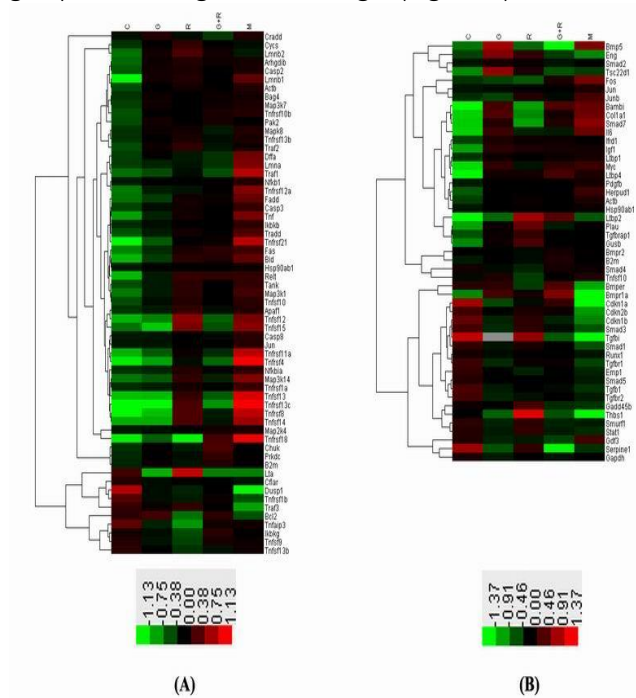 C G R G+R M
Cradd
Cycs
Lmnb2
Arhgdib
Casp2
Lmnb1
Actb
Bag4
Map3k7
Tnfrsf10b
Pak2
Mapk8
Tnfrsf13b
Traf2
Dffa
Lmna
Traf1
Nfkb1
Tnfrsf12a
Fadd
Casp3
Tnf
Ikbkb
Tradd
Tnfrsf21
Fas
Bid
Hsp90ab1
Relt
Tank
Map3k1
Tnfsf10
Apaf1
Tnfsf12
Tnfsf15
Casp8
Jun
Tnfrsf11a
Tnfrsf4
Nfkbia
Map3k14
Tnfrsf1a
Tnfsf13
Tnfrsf13c
Tnfrsf8
Tnfsf14
Map2k4
Tnfrsf18
Chuk
Prkdc
B2m
Lta
Cflar
Dusp1
Tnfrsf1b
Traf3
Bcl2
Tnfaip3
Ikbkg
Tnfsf9
Tnfsf13b
-1.13
-0.75
-0.38
0.00
0.38
0.75
1.13
(A)
C G R G+R M
Bmp5
Eng
Smad2
Tsc22d1
Fos
Jun
Junb
Bambi
Col1a1
Smad7
Il6
Ifrd1
Igf1
Ltbp1
Myc
Ltbp4
Pdgfb
Herpud1
Actb
Hsp90ab1
Ltbp2
Plau
Tgfbrap1
Gusb
Bmpr2
B2m
Smad4
Tnfsf10
Bmper
Bmpr1a
Cdkn1a
Cdkn2b
Cdkn1b
Smad3
Tgfbi
Smad1
Runx1
Tgfbr1
Emp1
Smad5
Tgfb1
Tgfbr2
Gadd45b
Thbs1
Smurf1
Stat1
Gdf3
Serpine1
Gapdh
-1.37
-0.91
-0.46
0.00
0.46
0.91
1.37
(B)